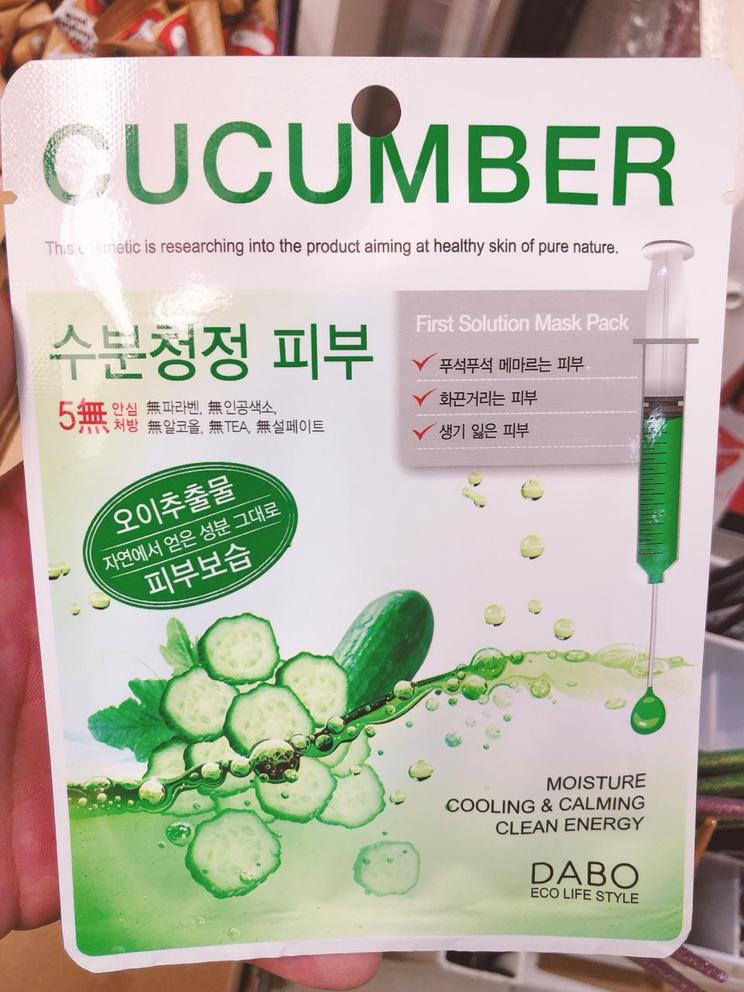 CUCUMBER
This cosmetic is researching into the product aiming at healthy skin of pure nature.
수분청정 피부
5無 안심
처방
無파라벤, 無인공색소,
無알코올, 無TEA, 無설페이트
First Solution Mask Pack
푸석푸석 메마르는 피부
화끈거리는 피부
생기 잃은 피부
오이추출물
자연에서 얻은 성분 그대로
피부보습
MOISTURE
COOLING & CALMING
CLEAN ENERGY
DABO
ECO LIFE STYLE